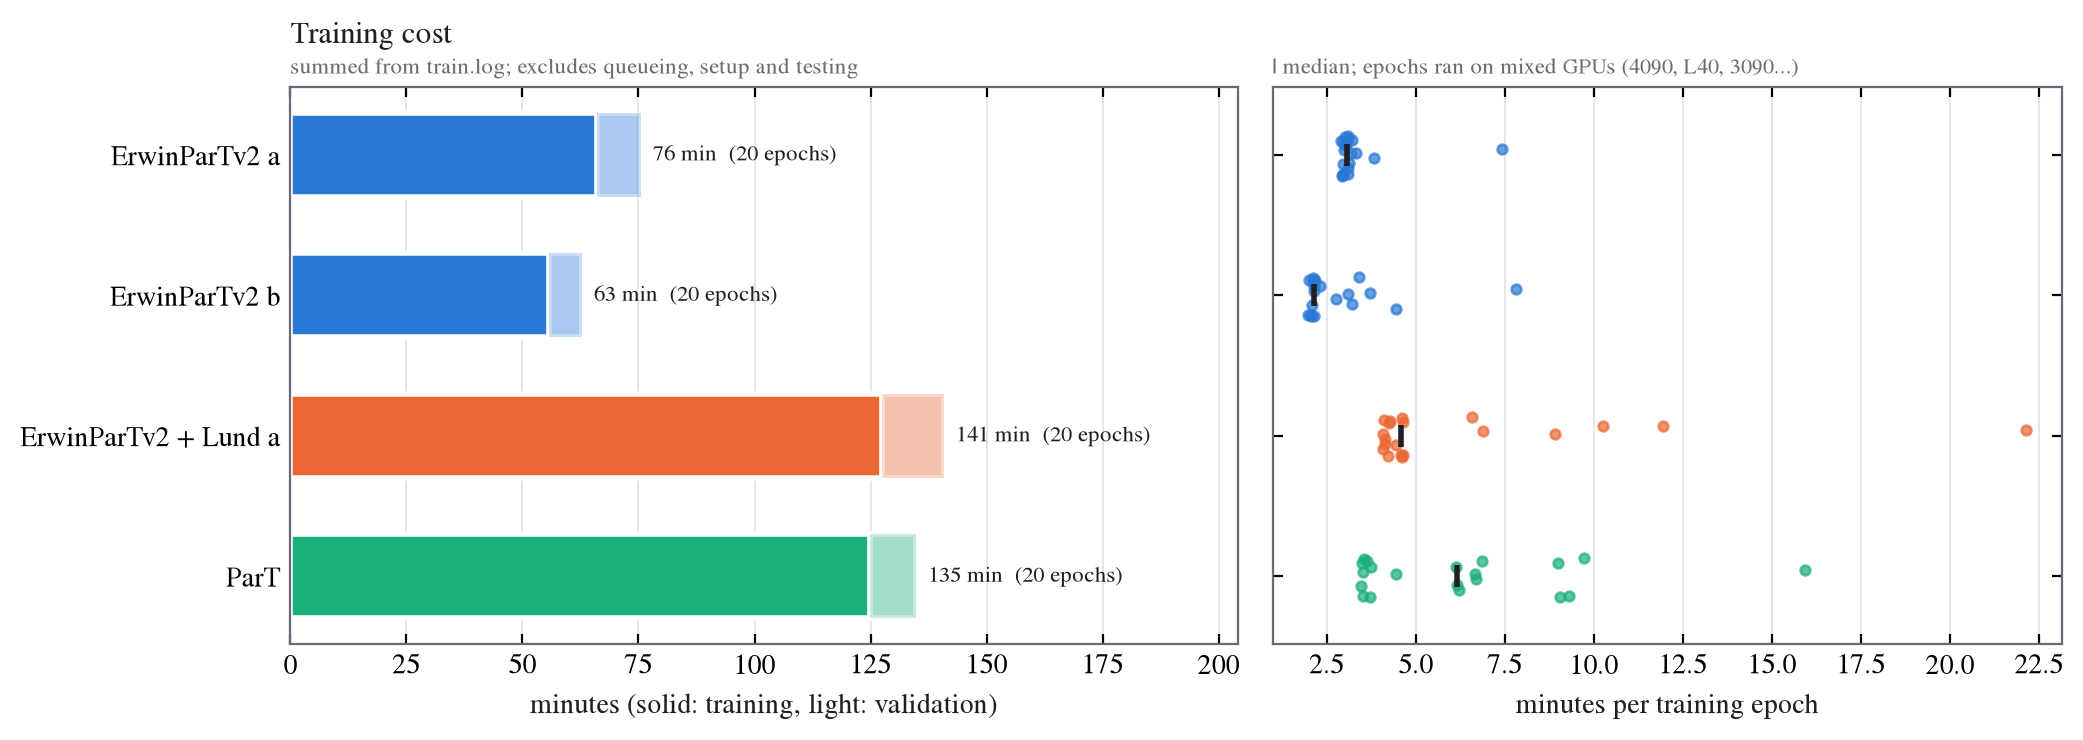 Training cost
summed from train.log; excludes queueing, setup and testing
| median; epochs ran on mixed GPUs (4090, L40, 3090...)
ErwinParTv2 a
76 min (20 epochs)
ErwinParTv2 b
63 min (20 epochs)
ErwinParTv2 + Lund a
141 min (20 epochs)
ParT
135 min (20 epochs)
0 25 50 75 100 125 150 175 200
minutes (solid: training, light: validation)
2.5 5.0 7.5 10.0 12.5 15.0 17.5 20.0 22.5
minutes per training epoch